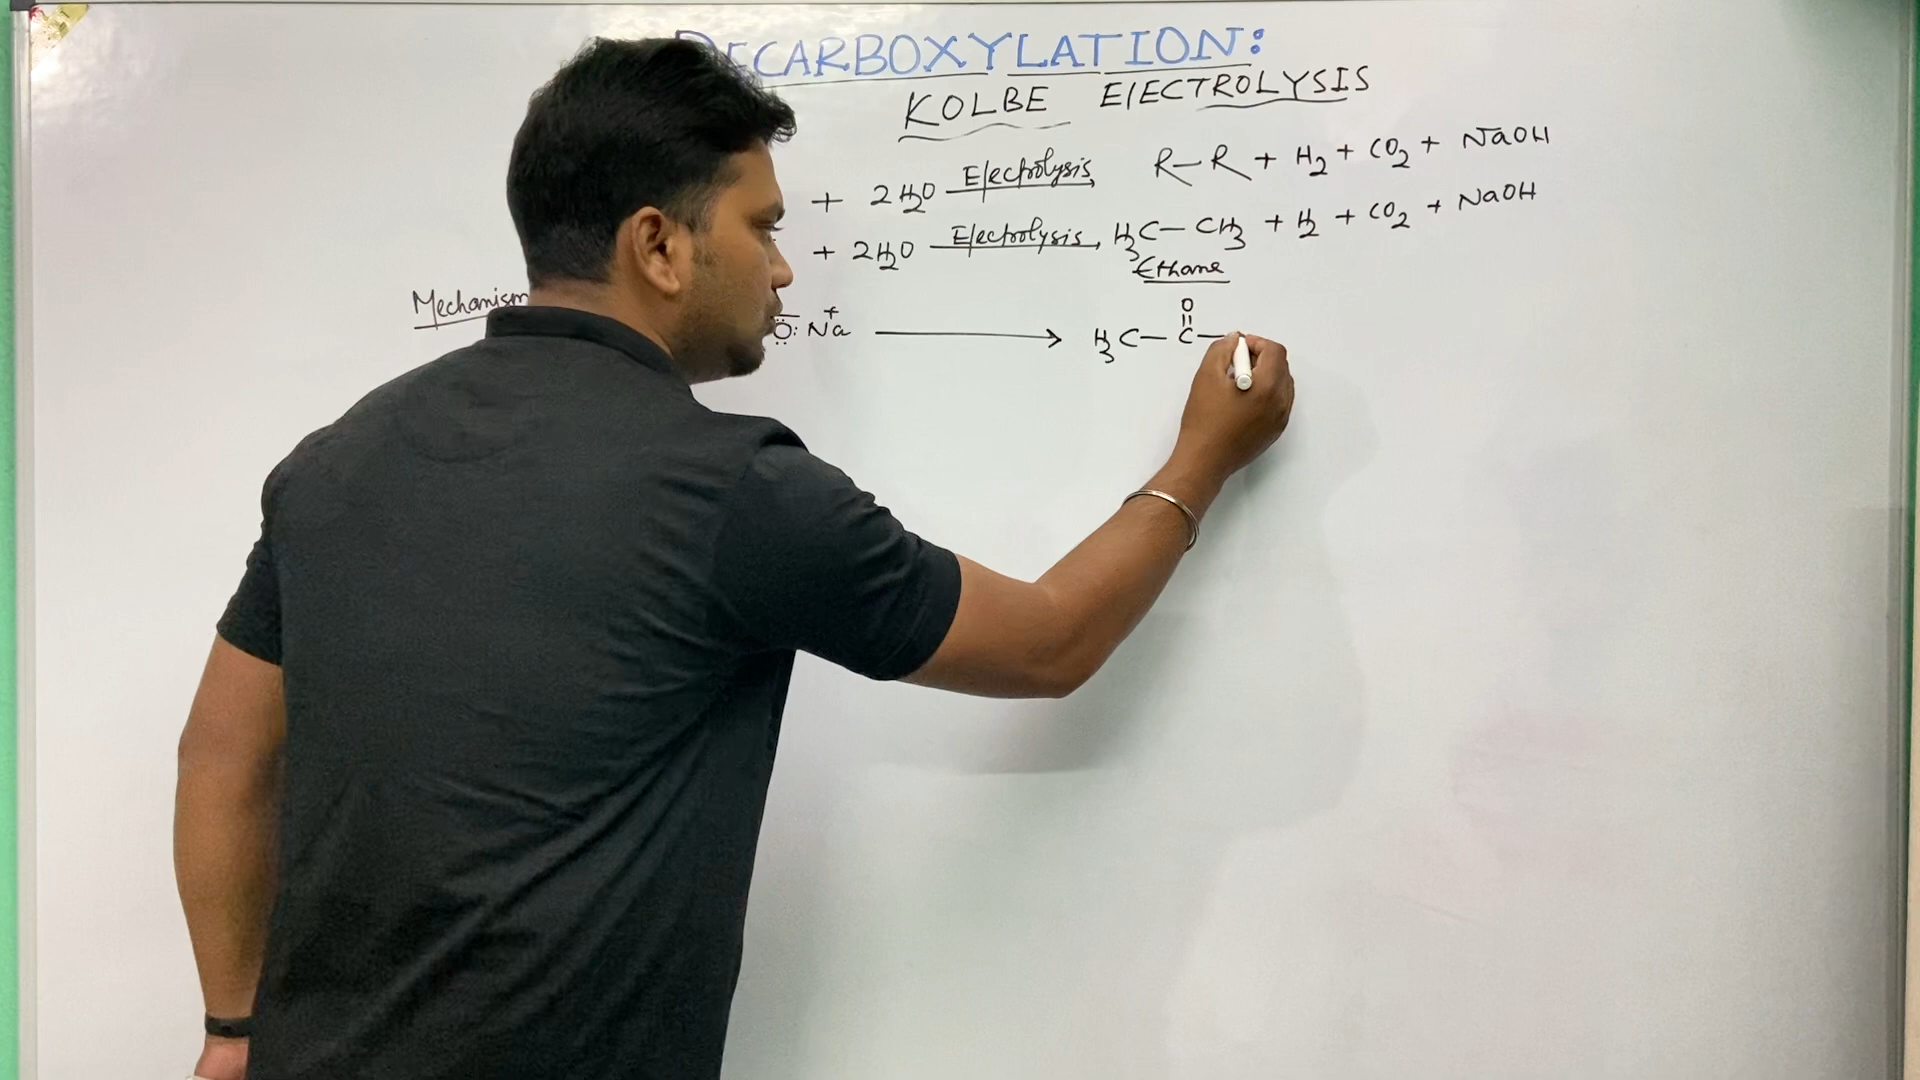 DECARBOXYLATION:
KOLBE ElECTROLYSIS
+ 2H₂O Electrolysis R—R + H₂ + CO₂ + NaOH
+ 2H₂O Electrolysis H₃C—CH₃ + H₂ + CO₂ + NaOH
Ethane
Mechanism
O
Ö: Na⁺ ⟶ H₃C—C—